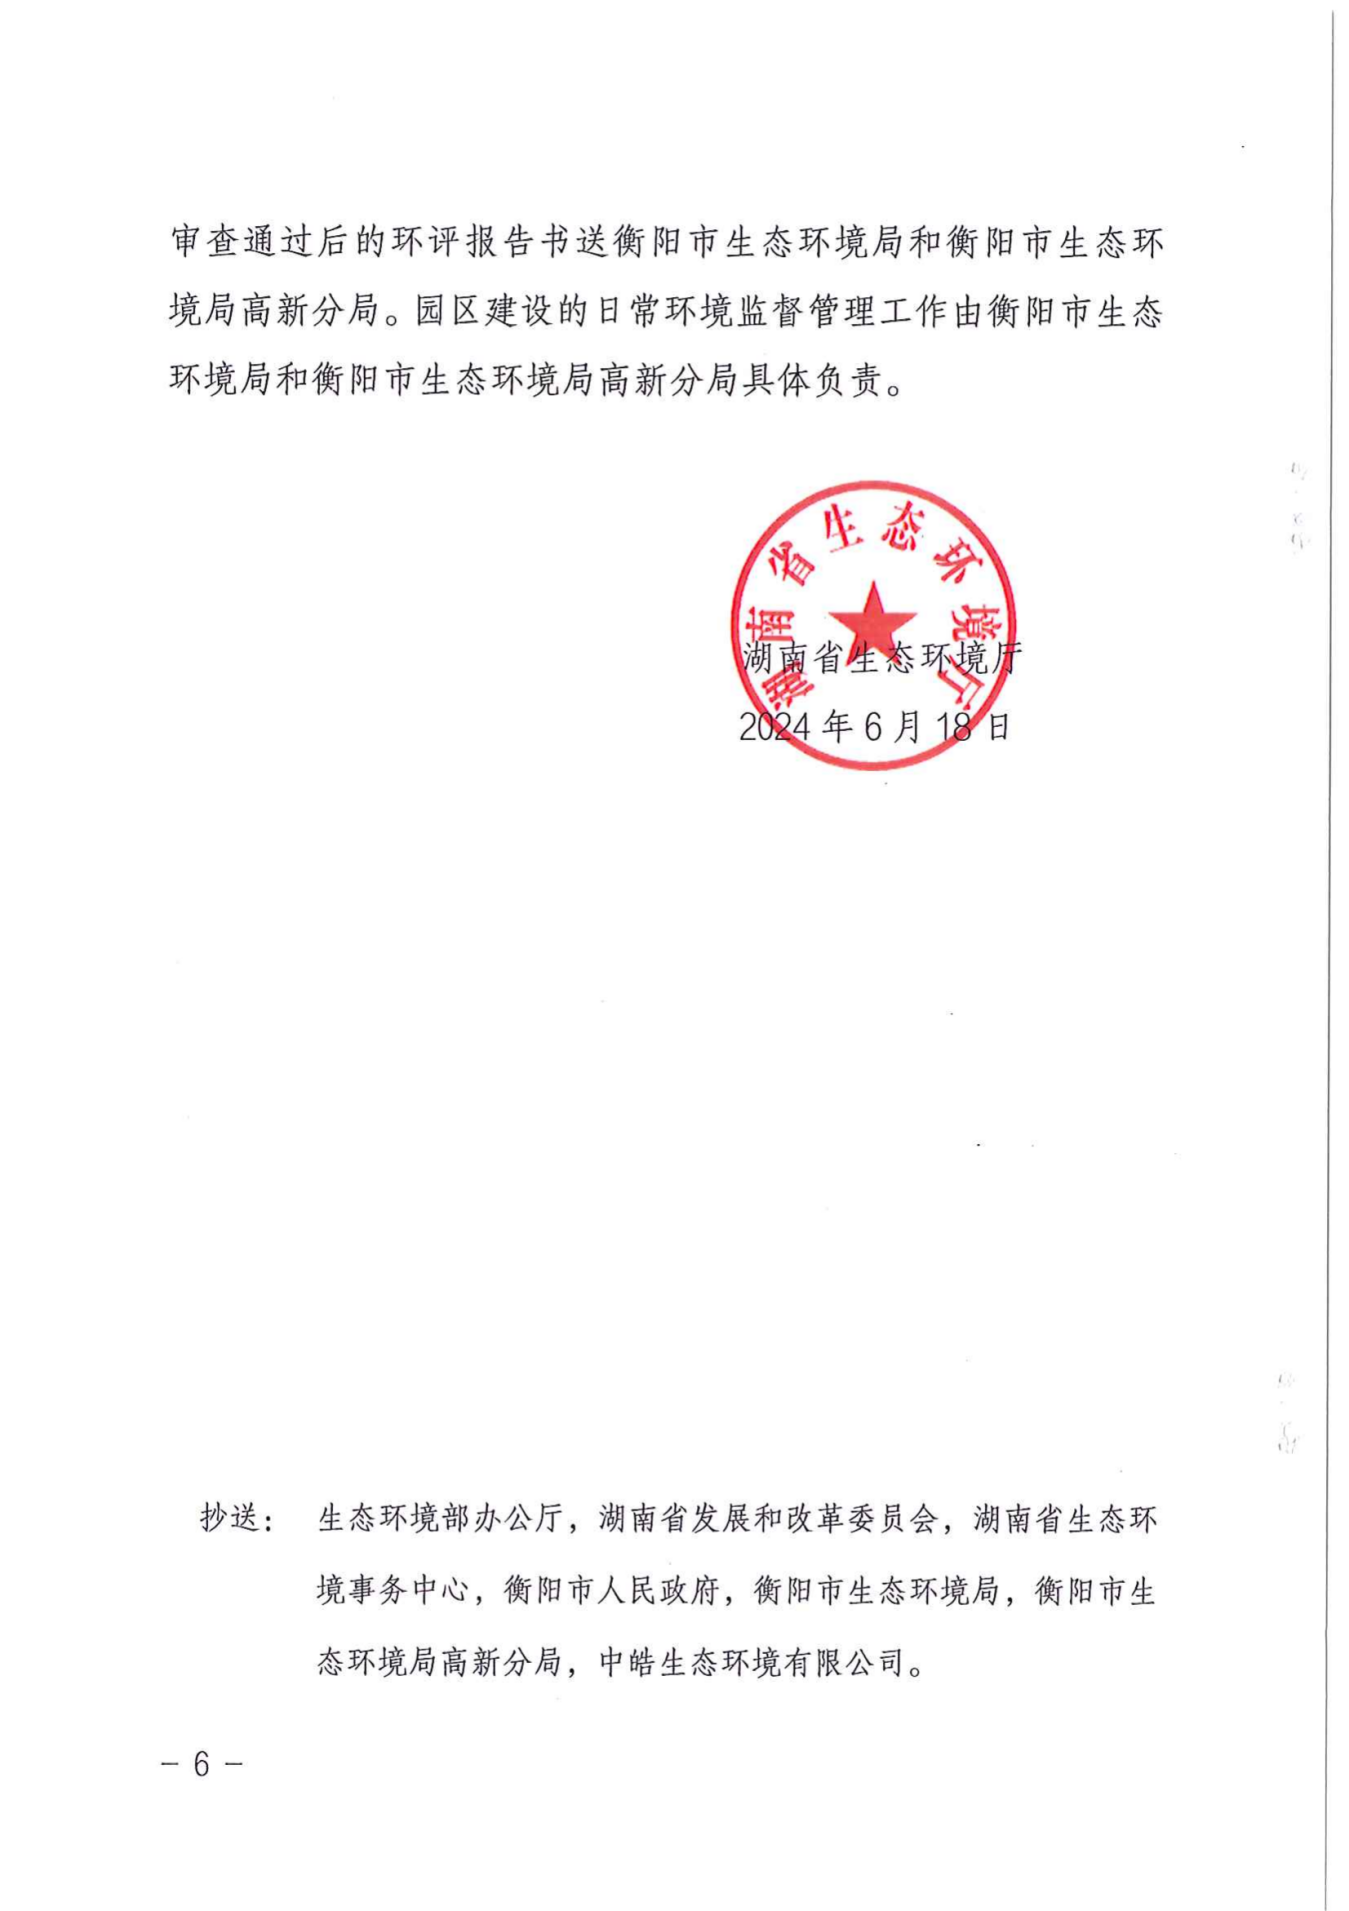 审查通过后的环评报告书送衡阳市生态环境局和衡阳市生态环
境局高新分局。园区建设的日常环境监督管理工作由衡阳市生态
环境局和衡阳市生态环境局高新分局具体负责。
湖南省生态环境厅
湖南省生态环境厅
2024年6月18日
抄送： 生态环境部办公厅，湖南省发展和改革委员会，湖南省生态环
境事务中心，衡阳市人民政府，衡阳市生态环境局，衡阳市生
态环境局高新分局，中皓生态环境有限公司。
－6－